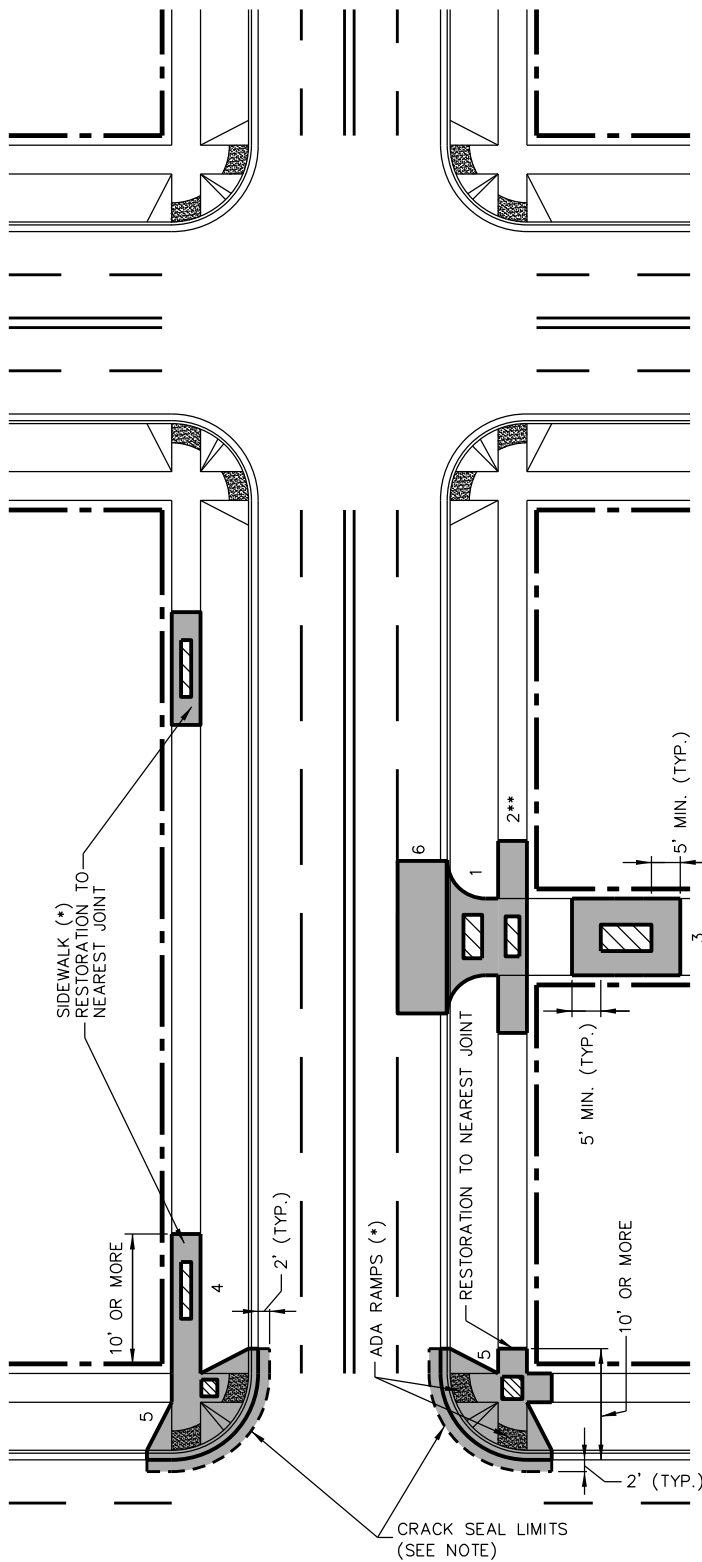 SIDEWALK (*)
RESTORATION TO
NEAREST JOINT
10' OR MORE
4
5
2' (TYP.)
6
1
2**
5' MIN. (TYP.)
3
5' MIN. (TYP.)
RESTORATION TO NEAREST JOINT
ADA RAMPS (*)
5
10' OR MORE
2' (TYP.)
CRACK SEAL LIMITS
(SEE NOTE)